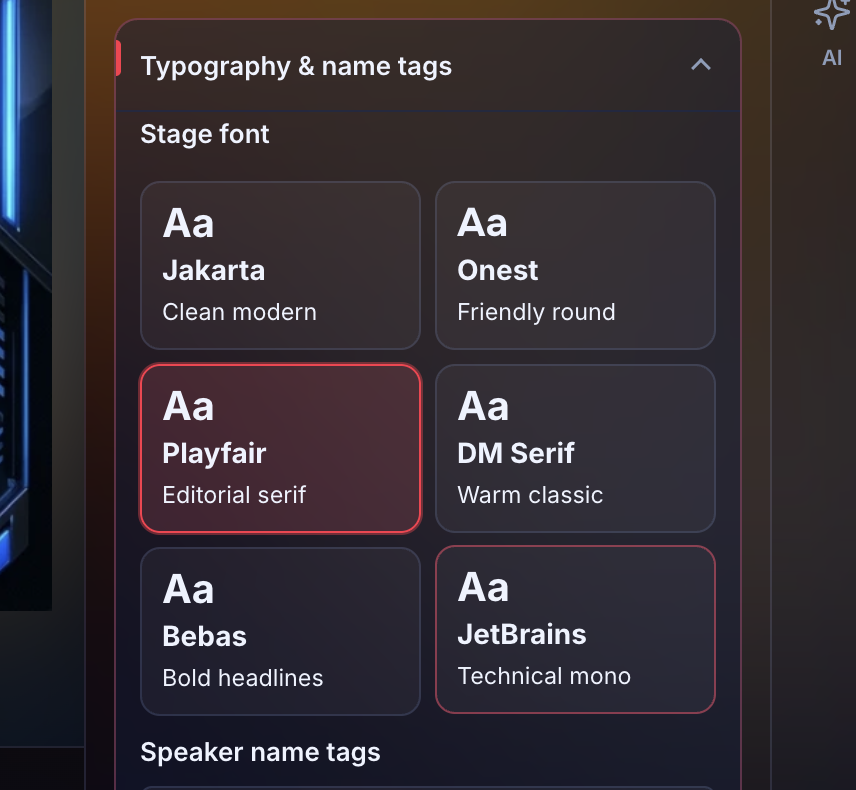 AI
Typography & name tags
Stage font
Aa
Jakarta
Clean modern
Aa
Onest
Friendly round
Aa
Playfair
Editorial serif
Aa
DM Serif
Warm classic
Aa
Bebas
Bold headlines
Aa
JetBrains
Technical mono
Speaker name tags